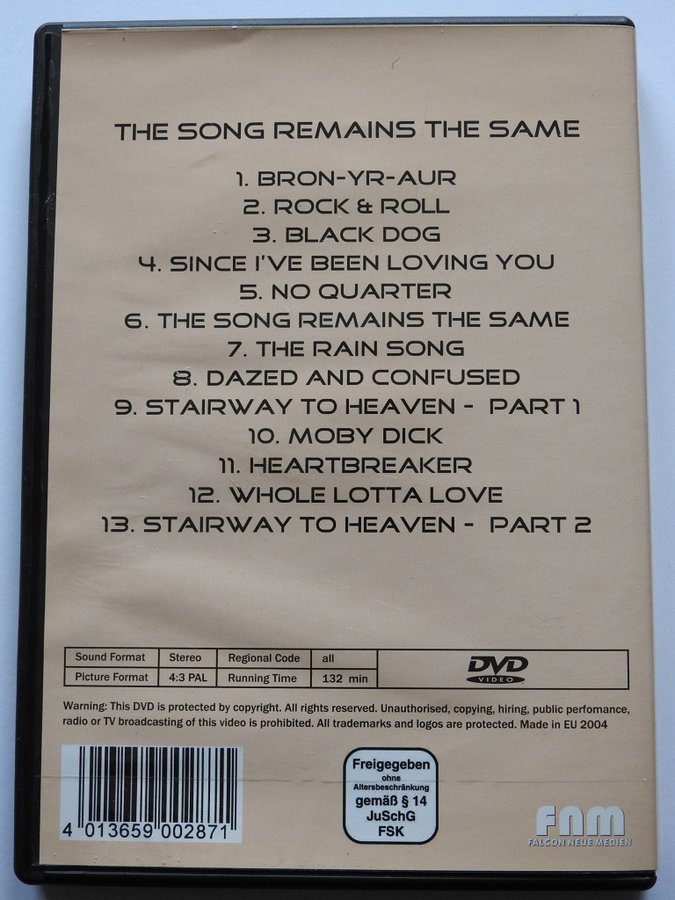 THE SONG REMAINS THE SAME
1. BRON-YR-AUR
2. ROCK & ROLL
3. BLACK DOG
4. SINCE I'VE BEEN LOVING YOU
5. NO QUARTER
6. THE SONG REMAINS THE SAME
7. THE RAIN SONG
8. DAZED AND CONFUSED
9. STAIRWAY TO HEAVEN - PART 1
10. MOBY DICK
11. HEARTBREAKER
12. WHOLE LOTTA LOVE
13. STAIRWAY TO HEAVEN - PART 2
Sound Format Stereo Regional Code all
Picture Format 4:3 PAL Running Time 132 min
DVD
VIDEO
Warning: This DVD is protected by copyright. All rights reserved. Unauthorised, copying, hiring, public perfomance,
radio or TV broadcasting of this video is prohibited. All trademarks and logos are protected. Made in EU 2004
4 013659 002871
Freigegeben
ohne
Altersbeschränkung
gemäß § 14
JuSchG
FSK
fnm
FALCON NEUE MEDIEN